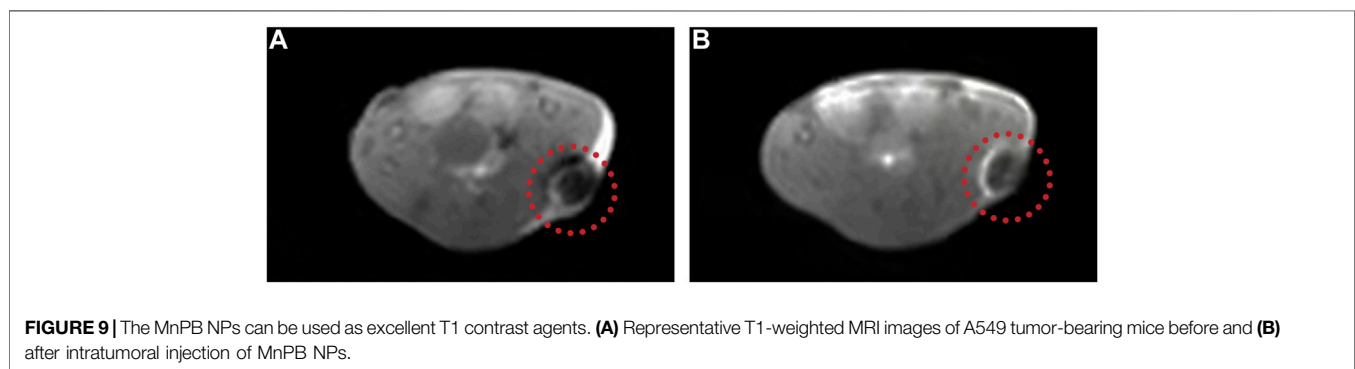 A
B
FIGURE 9 | The MnPB NPs can be used as excellent T1 contrast agents. (A) Representative T1-weighted MRI images of A549 tumor-bearing mice before and (B)
after intratumoral injection of MnPB NPs.